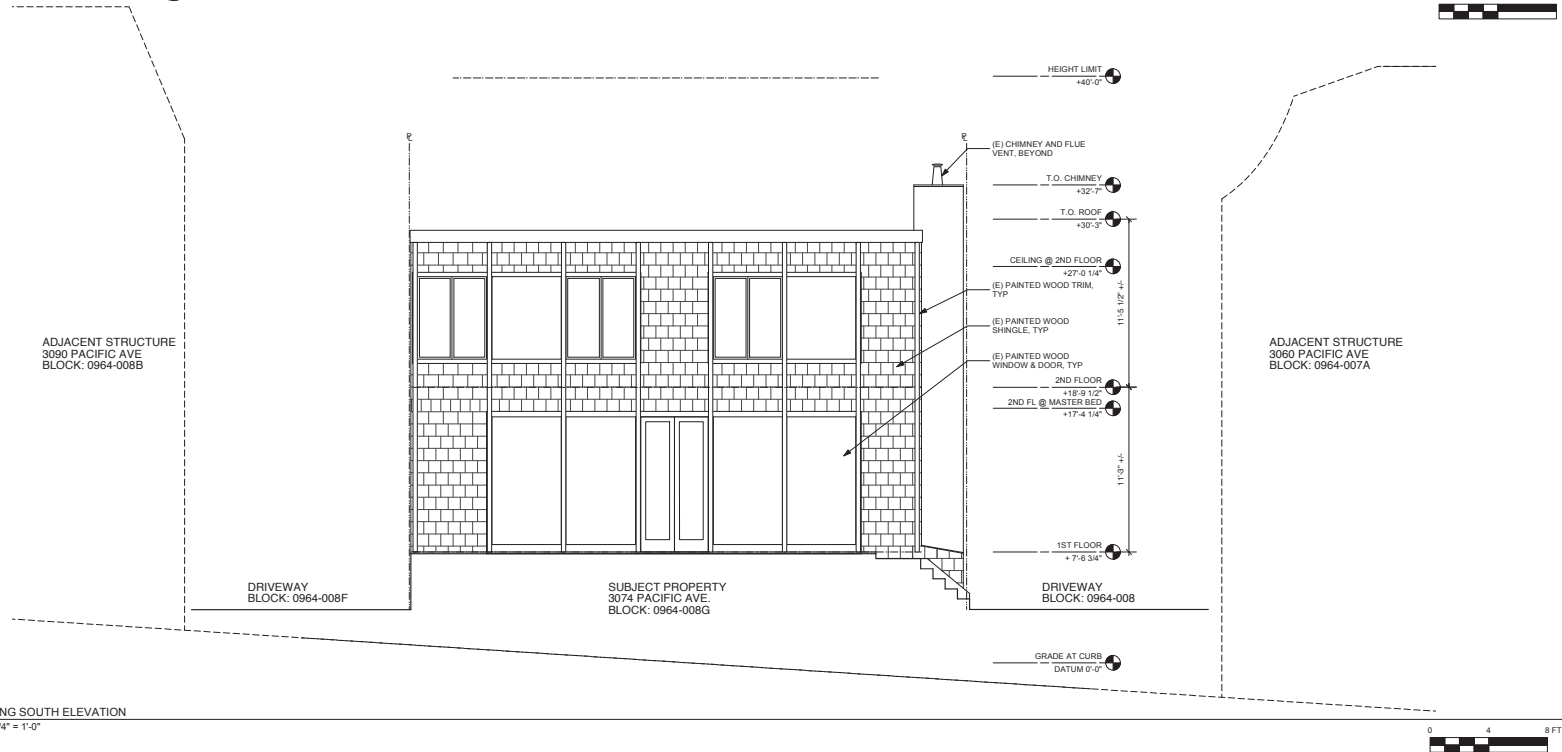 HEIGHT LIMIT
+40'-0"
(E) CHIMNEY AND FLUE
VENT, BEYOND
T.O. CHIMNEY
+32'-7"
T.O. ROOF
+30'-3"
CEILING @ 2ND FLOOR
+27'-0 1/4"
(E) PAINTED WOOD TRIM,
TYP
11'-5 1/2" +/-
(E) PAINTED WOOD
SHINGLE, TYP
(E) PAINTED WOOD
WINDOW & DOOR, TYP
ADJACENT STRUCTURE
3090 PACIFIC AVE
BLOCK: 0964-008B
ADJACENT STRUCTURE
3060 PACIFIC AVE
BLOCK: 0964-007A
2ND FLOOR
+18'-9 1/2"
2ND FL @ MASTER BED
+17'-4 1/4"
11'-3" +/-
1ST FLOOR
+ 7'-6 3/4"
DRIVEWAY
BLOCK: 0964-008F
SUBJECT PROPERTY
3074 PACIFIC AVE.
BLOCK: 0964-008G
DRIVEWAY
BLOCK: 0964-008
GRADE AT CURB
DATUM 0'-0"
NG SOUTH ELEVATION
/4" = 1'-0"
0 4 8 FT